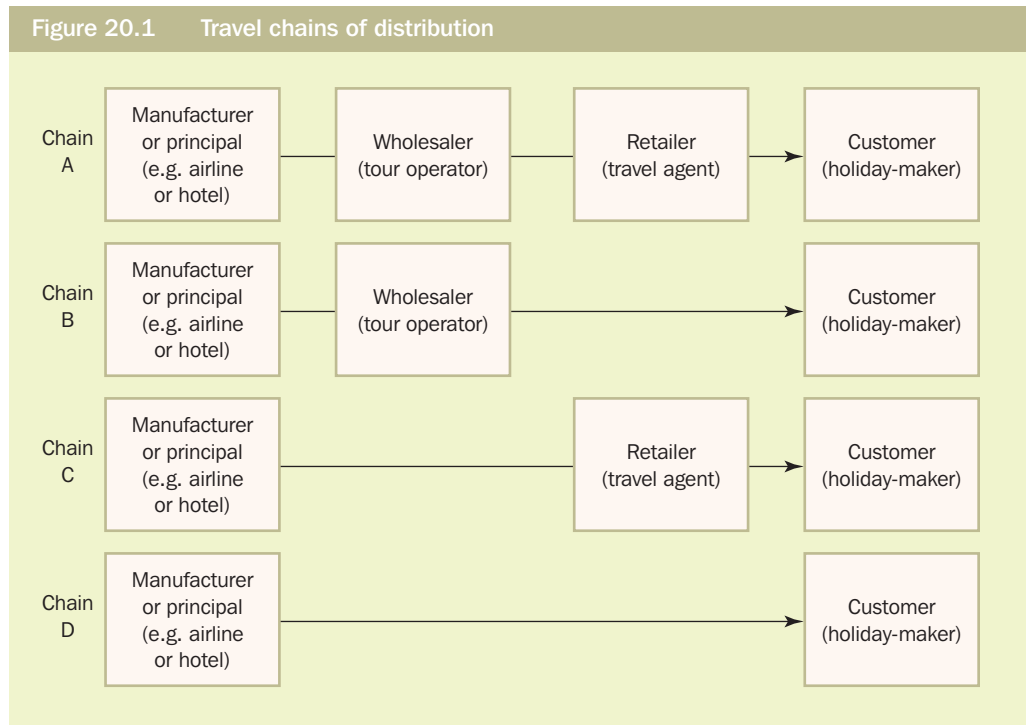 Figure 20.1 Travel chains of distribution
Chain
A
Manufacturer
or principal
(e.g. airline
or hotel)
Wholesaler
(tour operator)
Retailer
(travel agent)
Customer
(holiday-maker)
Chain
B
Manufacturer
or principal
(e.g. airline
or hotel)
Wholesaler
(tour operator)
Customer
(holiday-maker)
Chain
C
Manufacturer
or principal
(e.g. airline
or hotel)
Retailer
(travel agent)
Customer
(holiday-maker)
Chain
D
Manufacturer
or principal
(e.g. airline
or hotel)
Customer
(holiday-maker)